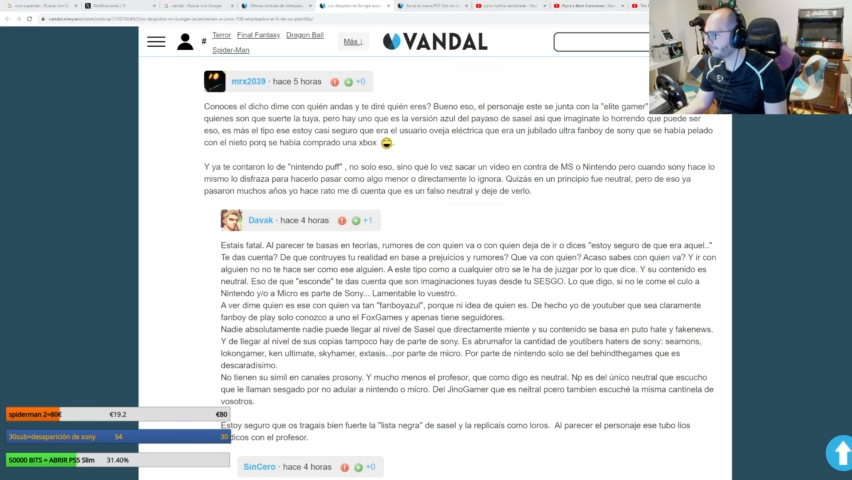 Últimas noticias de videojueg
Los despidos en Bungie ascie
vandal.elespanol.com/noticia/
#
Terror Final Fantasy Dragon Ball
Spider-Man
Más ↓
VANDAL
mrx2039 · hace 5 horas +0
Conoces el dicho dime con quién andas y te diré quién eres? Bueno eso, el personaje este se junta con la "elite gamer"
quienes son que suerte la tuya, pero hay uno que es la versión azul del payaso de sasel asi que imaginate lo horrendo que puede ser
eso, es más el tipo ese estoy casi seguro que era el usuario oveja eléctrica que era un jubilado ultra fanboy de sony que se había pelado
con el nieto porq se había comprado una xbox
Y ya te contaron lo de "nintendo puff" , no solo eso, sino que lo vez sacar un video en contra de MS o Nintendo pero cuando sony hace lo
mismo lo disfraza para hacerlo pasar como algo menor o directamente lo ignora. Quizás en un principio fue neutral, pero de eso ya
pasaron muchos años yo hace rato me di cuenta que es un falso neutral y deje de verlo.
Davak · hace 4 horas +1
Estais fatal. Al parecer te basas en teorías, rumores de con quien va o con quien deja de ir o dices "estoy seguro de que era aquel.."
Te das cuenta? De que contruyes tu realidad en base a prejuicios y rumores? Que va con quien? Acaso sabes con quien va? Y ir con
alguien no no te hace ser como ese alguien. A este tipo como a cualquier otro se le ha de juzgar por lo que dice. Y su contenido es
neutral. Eso de que "esconde" te das cuenta que son imaginaciones tuyas desde tu SESGO. Lo que digo, si no le come el culo a
Nintendo y/o a Micro es parte de Sony... Lamentable lo vuestro.
A ver dime quien es ese con quien va tan "fanboyazul", porque ni idea de quien es. De hecho yo de youtuber que sea claramente
fanboy de play solo conozco a uno el FoxGames y apenas tiene seguidores.
Nadie absolutamente nadie puede llegar al nivel de Sasel que directamente miente y su contenido se basa en puto hate y fakenews.
Y de llegar al nivel de sus copias tampoco hay de parte de sony. Es abrumafor la cantidad de youtibers haters de sony: seamons,
lokongamer, ken ultimate, skyhamer, extasis...por parte de micro. Por parte de nintendo solo se del behindthegames que es
descaradísimo.
No tienen su simil en canales prosony. Y mucho menos el profesor, que como digo es neutral. Np es del único neutral que escucho
que le llaman sesgado por no adular a nintendo o micro. Del JinoGamer que es neitral pcero tambien escuché la misma cantinela de
vosotros.
Estoy seguro que os tragais bien fuerte la "lista negra" de sasel y la replicais como loros. Al parecer el personaje ese tubo lios
dicos con el profesor.
SinCero · hace 4 horas +0
spiderman 2=80€ €19.2 €80
30sub=desaparición de sony 54 30
50000 BITS = ABRIR PS5 Slim 31.40%